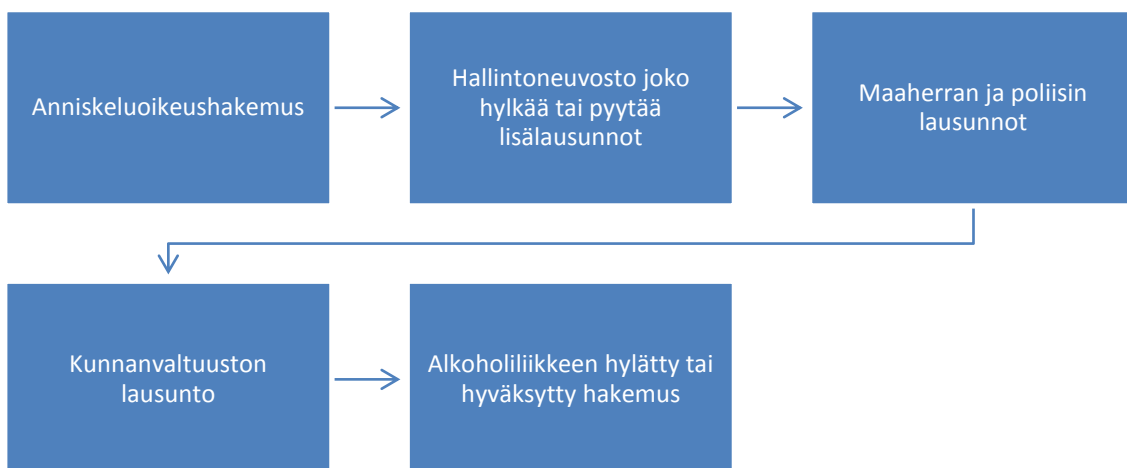 Anniskeluoikeushakemus
Hallintoneuvosto joko
hylkää tai pyytää
lisälausunnot
Maaherran ja poliisin
lausunnot
Kunnanvaltuuston
lausunto
Alkoholiliikkeen hylätty tai
hyväksytty hakemus